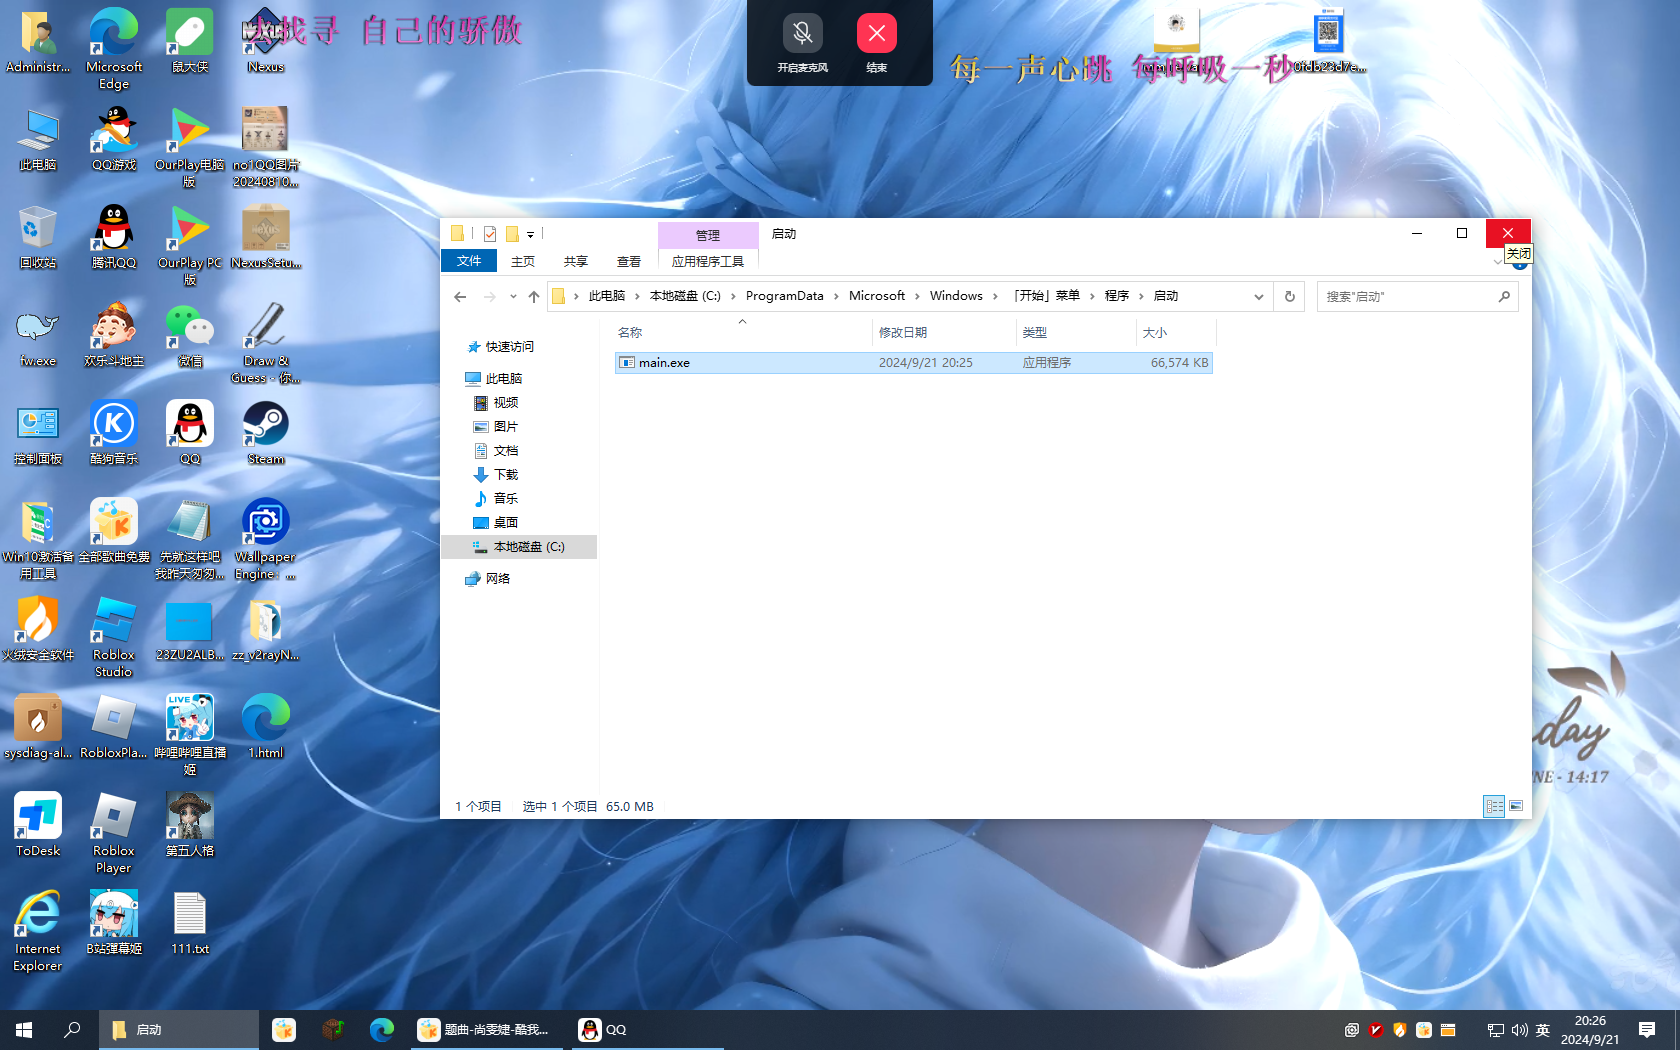 去找寻 自己的骄傲
每一声心跳 每呼吸一秒
开启麦克风
结束
0fdb23d7e...
Administr...
Microsoft
Edge
鼠大侠
Nexus
此电脑
QQ游戏
OurPlay电脑
版
no1QQ图片
20240810...
回收站
腾讯QQ
OurPlay PC
版
NexusSetu...
fw.exe
欢乐斗地主
微信
Draw &
Guess - 你...
控制面板
酷狗音乐
QQ
Steam
Win10激活备
用工具
全部歌曲免费
先就这样吧
我昨天匆匆...
Wallpaper
Engine: ...
火绒安全软件
Roblox
Studio
23ZU2ALB...
zz_v2rayN...
sysdiag-al...
RobloxPla...
LIVE
哔哩哔哩直播
姬
1.html
ToDesk
Roblox
Player
第五人格
Internet
Explorer
B站弹幕姬
111.txt
管理
启动
关闭
文件
主页
共享
查看
应用程序工具
此电脑
本地磁盘 (C:)
ProgramData
Microsoft
Windows
「开始」菜单
程序
启动
搜索"启动"
名称
修改日期
类型
大小
main.exe
2024/9/21 20:25
应用程序
66,574 KB
快速访问
此电脑
视频
图片
文档
下载
音乐
桌面
本地磁盘 (C:)
网络
1 个项目
选中 1 个项目
65.0 MB
day
NE - 14:17
启动
题曲-尚雯婕-酷我...
QQ
英
20:26
2024/9/21